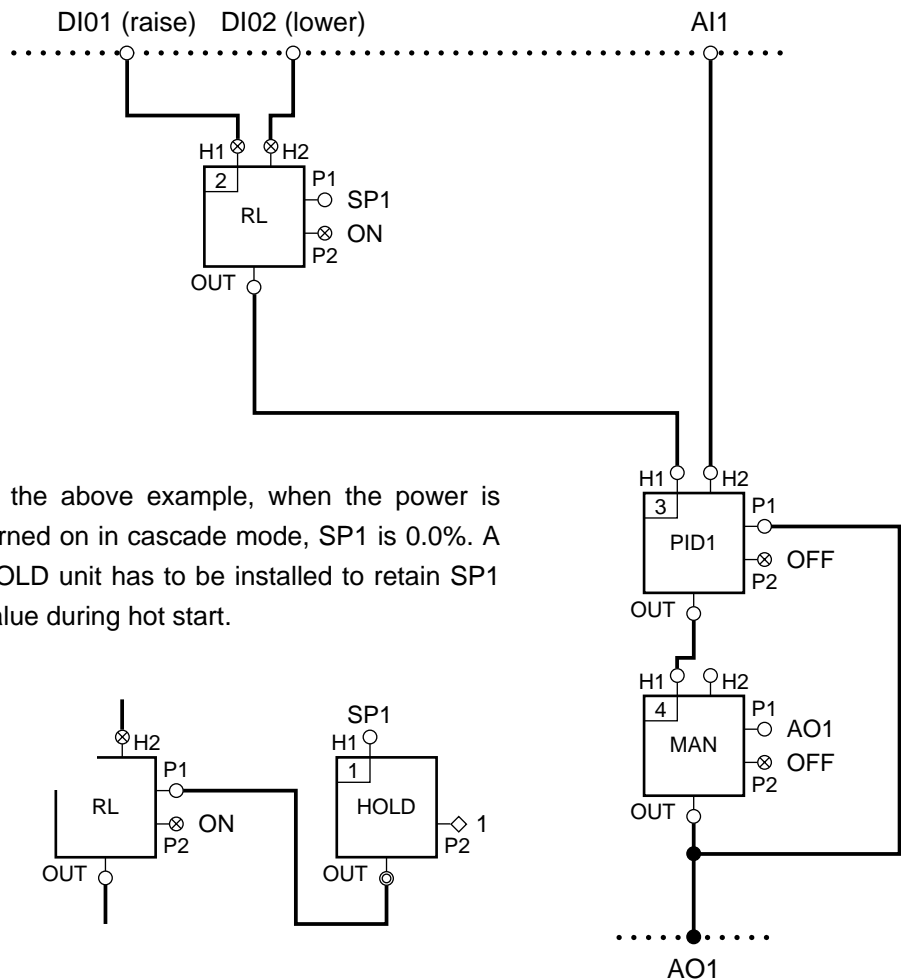 DI01 (raise) DI02 (lower) AI1
H1 H2
2
P1
SP1
RL
ON
P2
OUT
the above example, when the power is
rned on in cascade mode, SP1 is 0.0%. A
OLD unit has to be installed to retain SP1
alue during hot start.
H1 H2
3
P1
PID1
OFF
P2
OUT
H1 H2
4
P1
AO1
MAN
OFF
P2
OUT
AO1
H2
P1
RL
ON
P2
OUT
SP1
H1
1
HOLD
1
P2
OUT